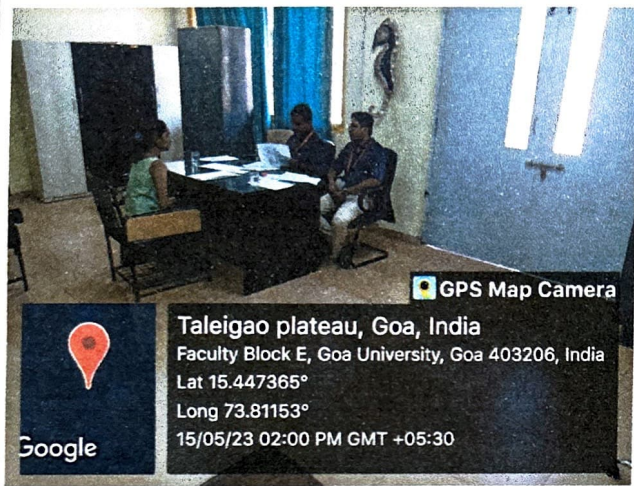 GPS Map Camera
Taleigao plateau, Goa, India
Faculty Block E, Goa University, Goa 403206, India
Lat 15.447365°
Long 73.81153°
15/05/23 02:00 PM GMT +05:30
Google